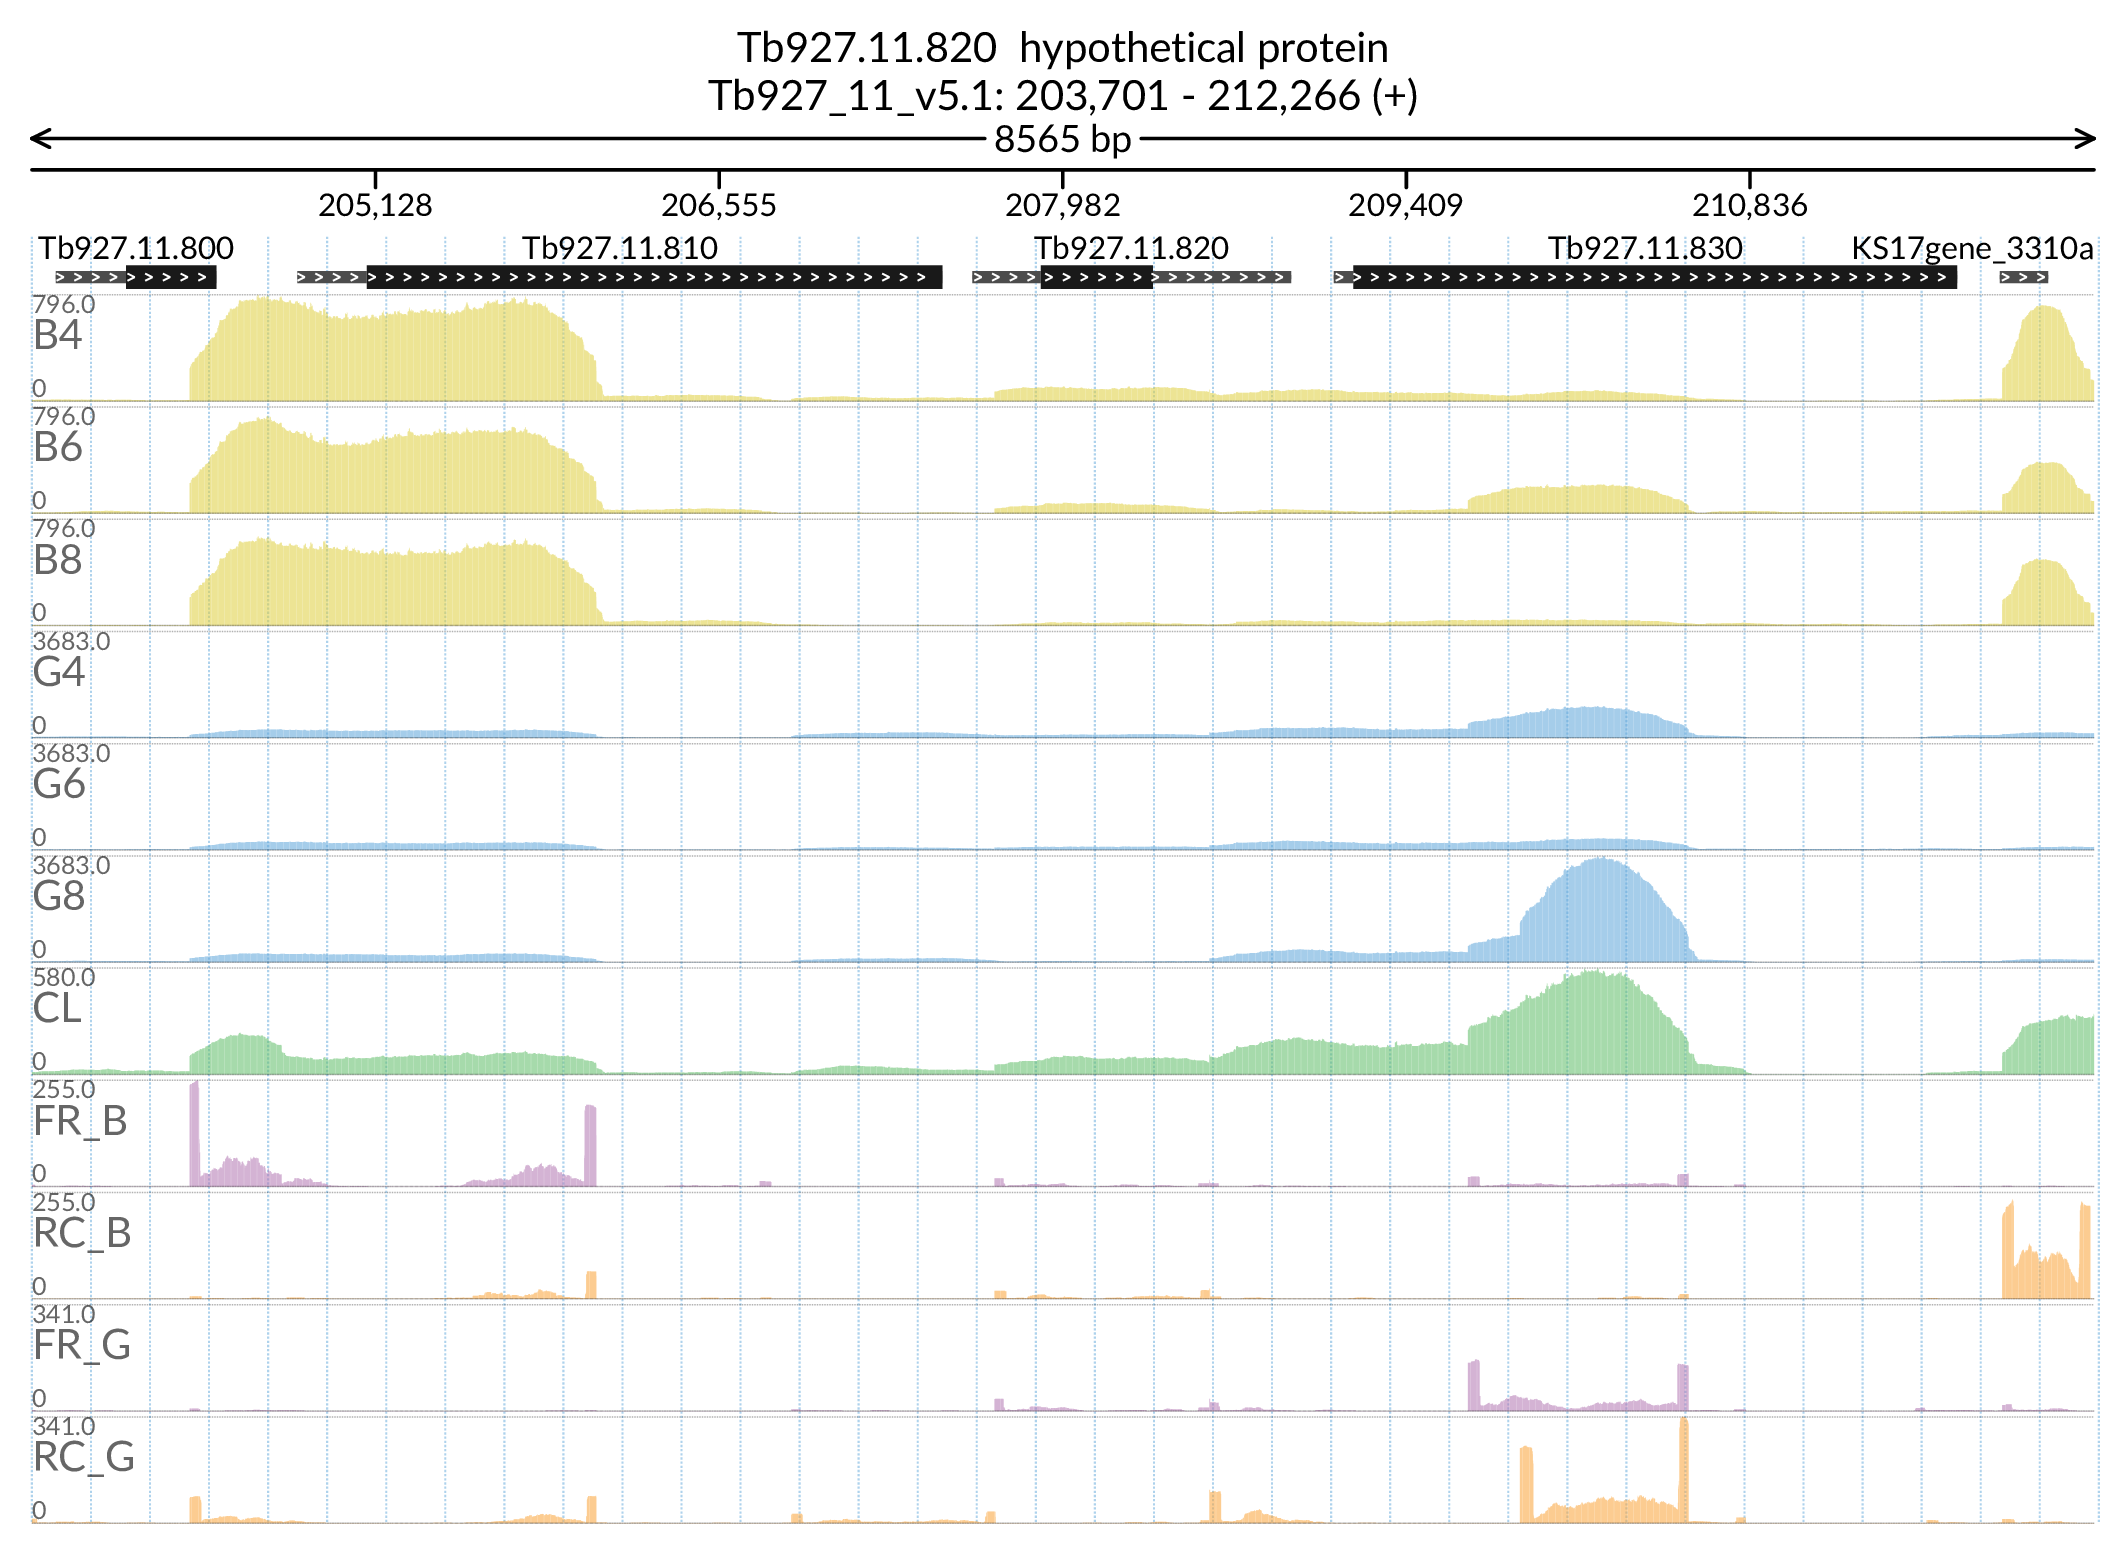 Tb927.11.820 hypothetical protein
Tb927_11_v5.1: 203,701 - 212,266 (+)
8565 bp
205,128 206,555 207,982 209,409 210,836
Tb927.11.800 Tb927.11.810 Tb927.11.820 Tb927.11.830 KS17gene_3310a
796.0
B4
0
796.0
B6
0
796.0
B8
0
3683.0
G4
0
3683.0
G6
0
3683.0
G8
0
580.0
CL
0
255.0
FR_B
0
255.0
RC_B
0
341.0
FR_G
0
341.0
RC_G
0